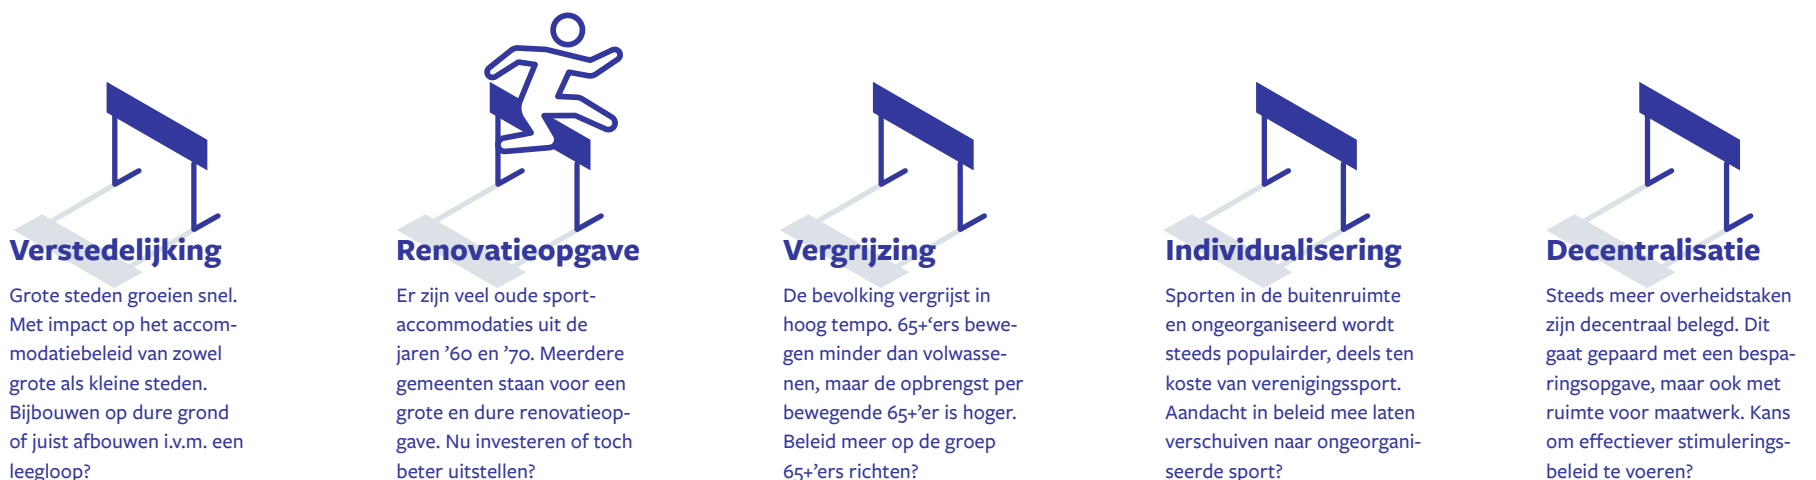 Verstedelijking
Grote steden groeien snel.
Met impact op het accom-
modatiebeleid van zowel
grote als kleine steden.
Bijbouwen op dure grond
of juist afbouwen i.v.m. een
leegloop?
Renovatieopgave
Er zijn veel oude sport-
accommodaties uit de
jaren ’60 en ’70. Meerdere
gemeenten staan voor een
grote en dure renovatieop-
gave. Nu investeren of toch
beter uitstellen?
Vergrijzing
De bevolking vergrijst in
hoog tempo. 65+‘ers bewe-
gen minder dan volwasse-
nen, maar de opbrengst per
bewegende 65+’er is hoger.
Beleid meer op de groep
65+’ers richten?
Individualisering
Sporten in de buitenruimte
en ongeorganiseerd wordt
steeds populairder, deels ten
koste van verenigingssport.
Aandacht in beleid mee laten
verschuiven naar ongeorgani-
seerde sport?
Decentralisatie
Steeds meer overheidstaken
zijn decentraal belegd. Dit
gaat gepaard met een bespa-
ringsopgave, maar ook met
ruimte voor maatwerk. Kans
om effectiever stimulerings-
beleid te voeren?